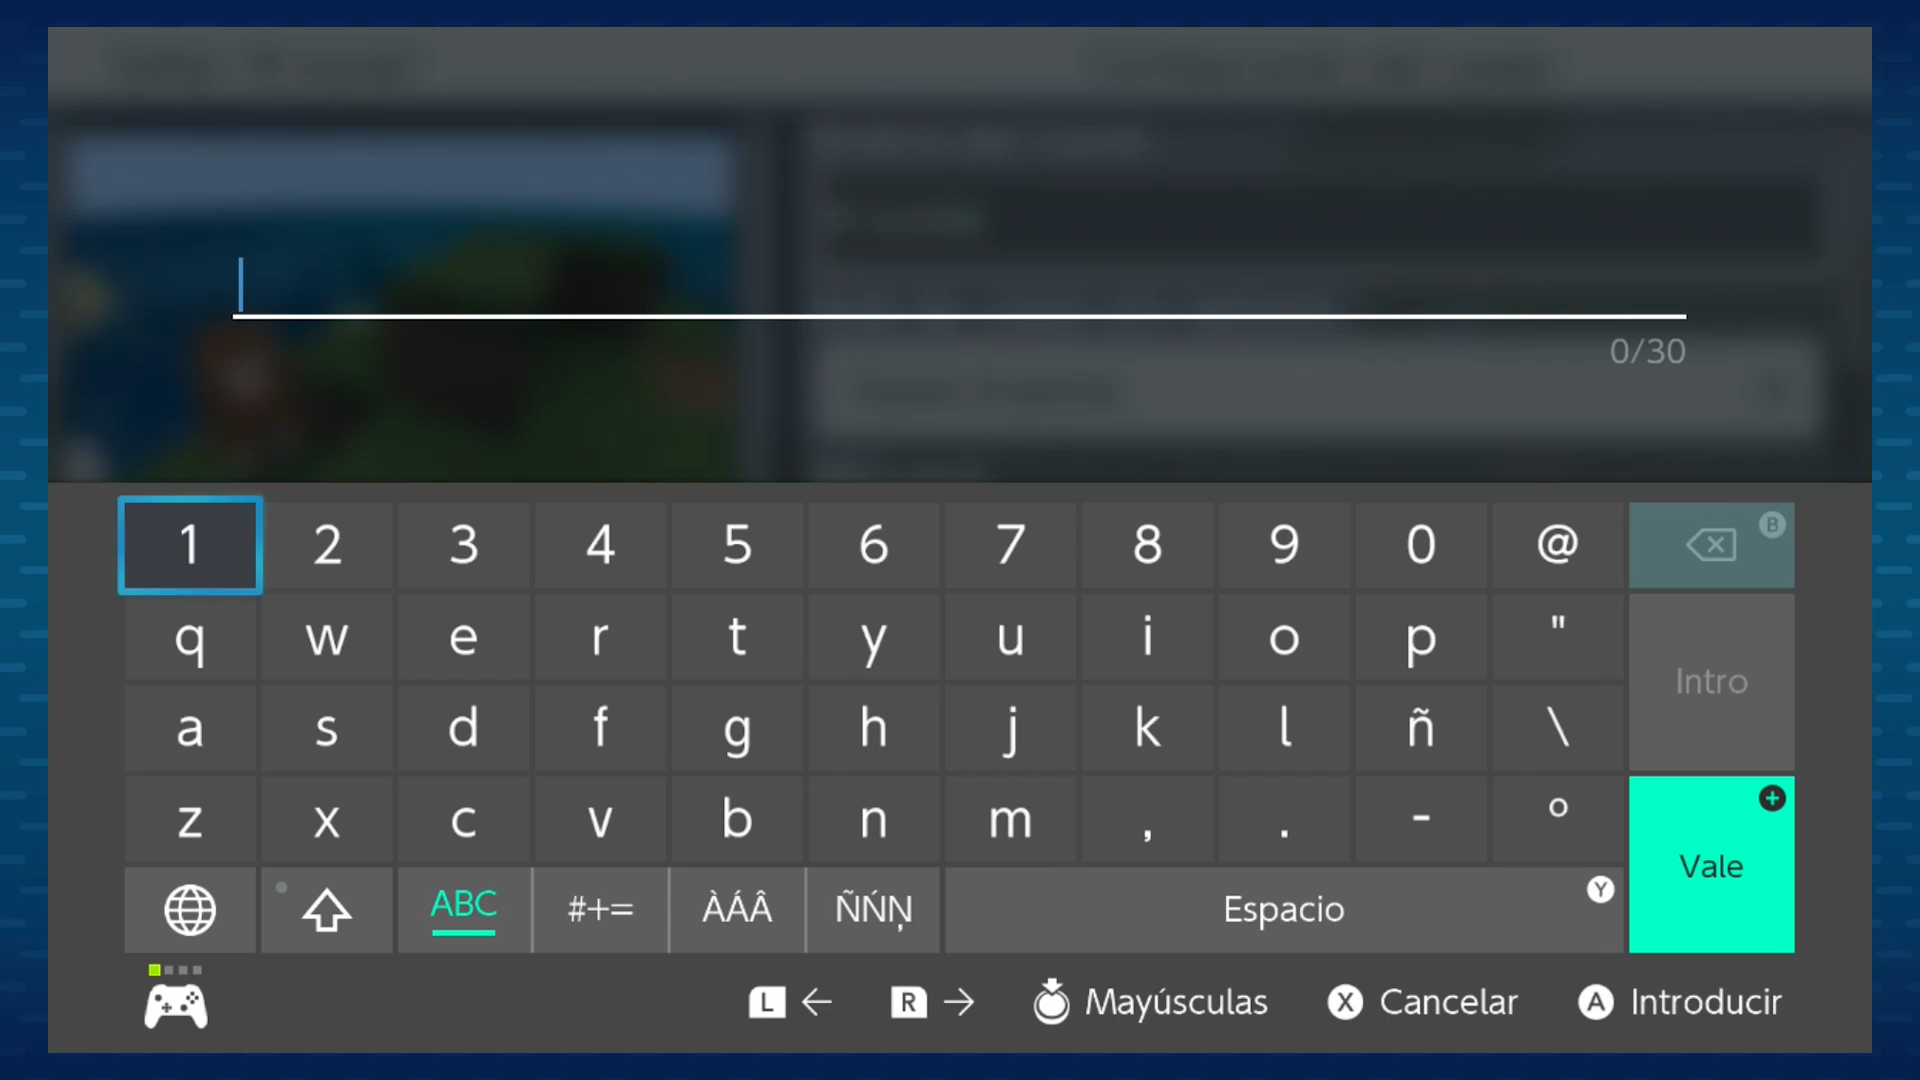 0/30
1 2 3 4 5 6 7 8 9 0 @ B
q w e r t y u i o p " Intro
a s d f g h j k l ñ \
z x c v b n m , . - º + Vale
ABC #+= ÀÁÂ ÑŃŅ Espacio Y
L ← R → Mayúsculas X Cancelar A Introducir